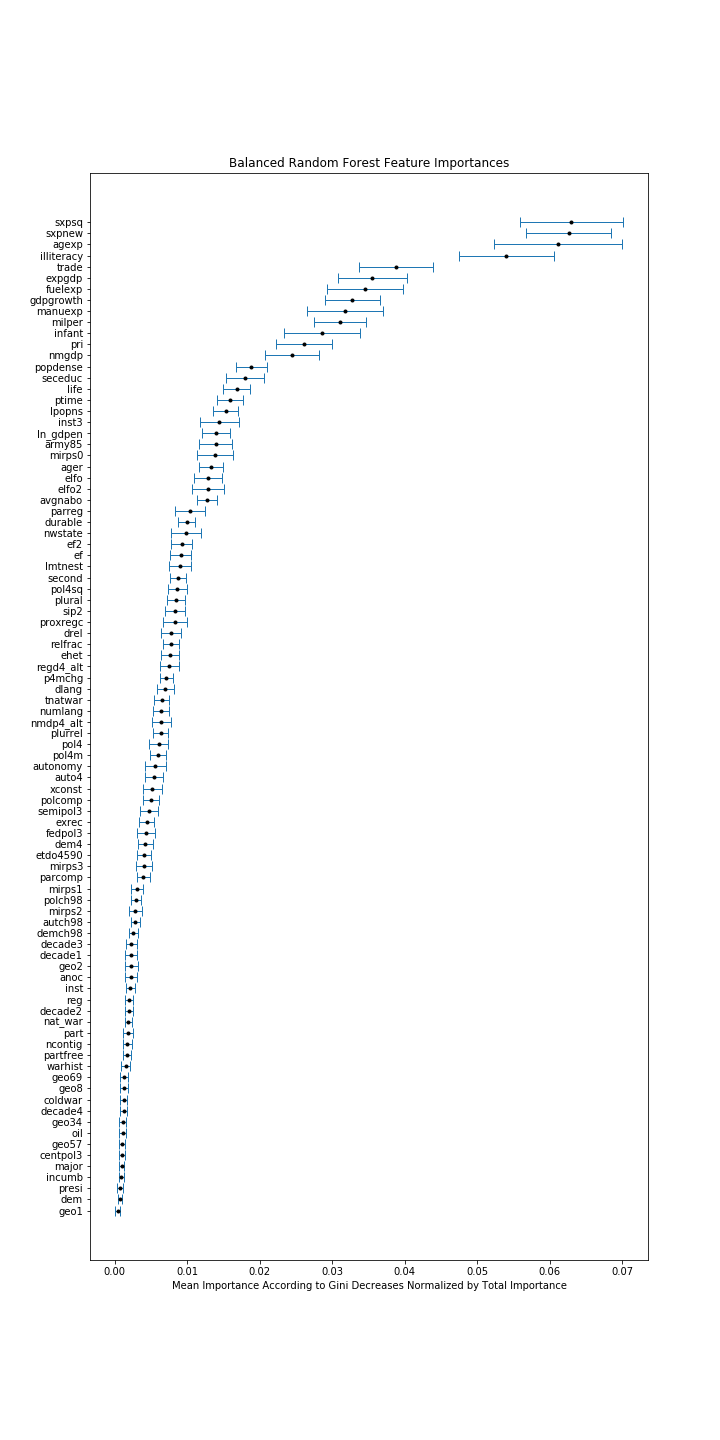 Balanced Random Forest Feature Importances
sxpsq
sxpnew
agexp
illiteracy
trade
expgdp
fuelexp
gdpgrowth
manuexp
milper
infant
pri
nmgdp
popdense
seceduc
life
ptime
lpopns
inst3
ln_gdpen
army85
mirps0
ager
elfo
elfo2
avgnabo
parreg
durable
nwstate
ef2
ef
lmtnest
second
pol4sq
plural
sip2
proxregc
drel
relfrac
ehet
regd4_alt
p4mchg
dlang
tnatwar
numlang
nmdp4_alt
plurrel
pol4
pol4m
autonomy
auto4
xconst
polcomp
semipol3
exrec
fedpol3
dem4
etdo4590
mirps3
parcomp
mirps1
polch98
mirps2
autch98
demch98
decade3
decade1
geo2
anoc
inst
reg
decade2
nat_war
part
ncontig
partfree
warhist
geo69
geo8
coldwar
decade4
geo34
oil
geo57
centpol3
major
incumb
presi
dem
geo1
0.00 0.01 0.02 0.03 0.04 0.05 0.06 0.07
Mean Importance According to Gini Decreases Normalized by Total Importance